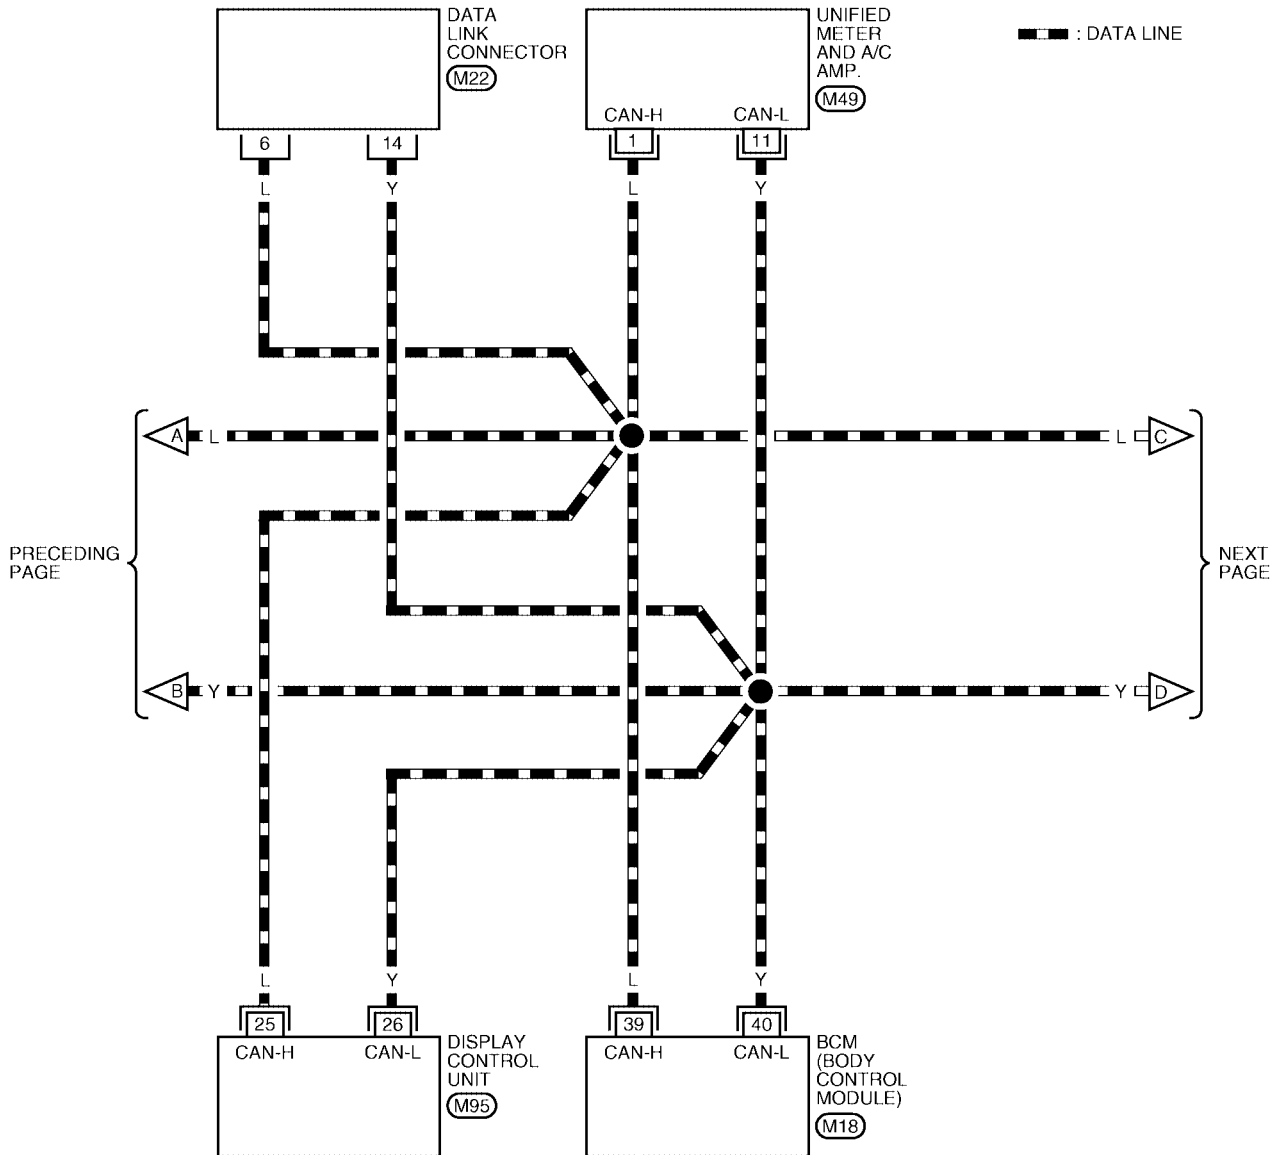 DATA
LINK
CONNECTOR
M22
UNIFIED
METER
AND A/C
AMP.
M49
: DATA LINE
CAN-H
CAN-L
6
14
1
11
L
Y
L
Y
A
L
L
C
PRECEDING
PAGE
NEXT
PAGE
B
Y
Y
D
L
Y
L
Y
25
26
39
40
CAN-H
CAN-L
DISPLAY
CONTROL
UNIT
M95
CAN-H
CAN-L
BCM
(BODY
CONTROL
MODULE)
M18